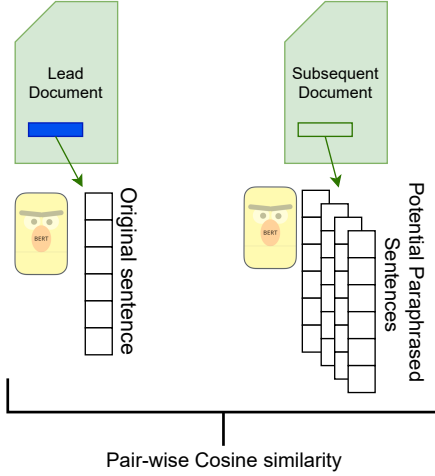 Lead
Document
Subsequent
Document
BERT
Original sentence
BERT
Potential Paraphrased
Sentences
Pair-wise Cosine similarity